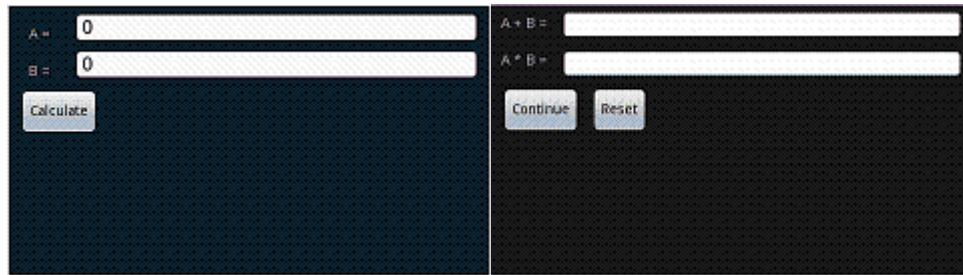 A =
0
B =
0
Calculate
A + B =
A * B =
Continue
Reset